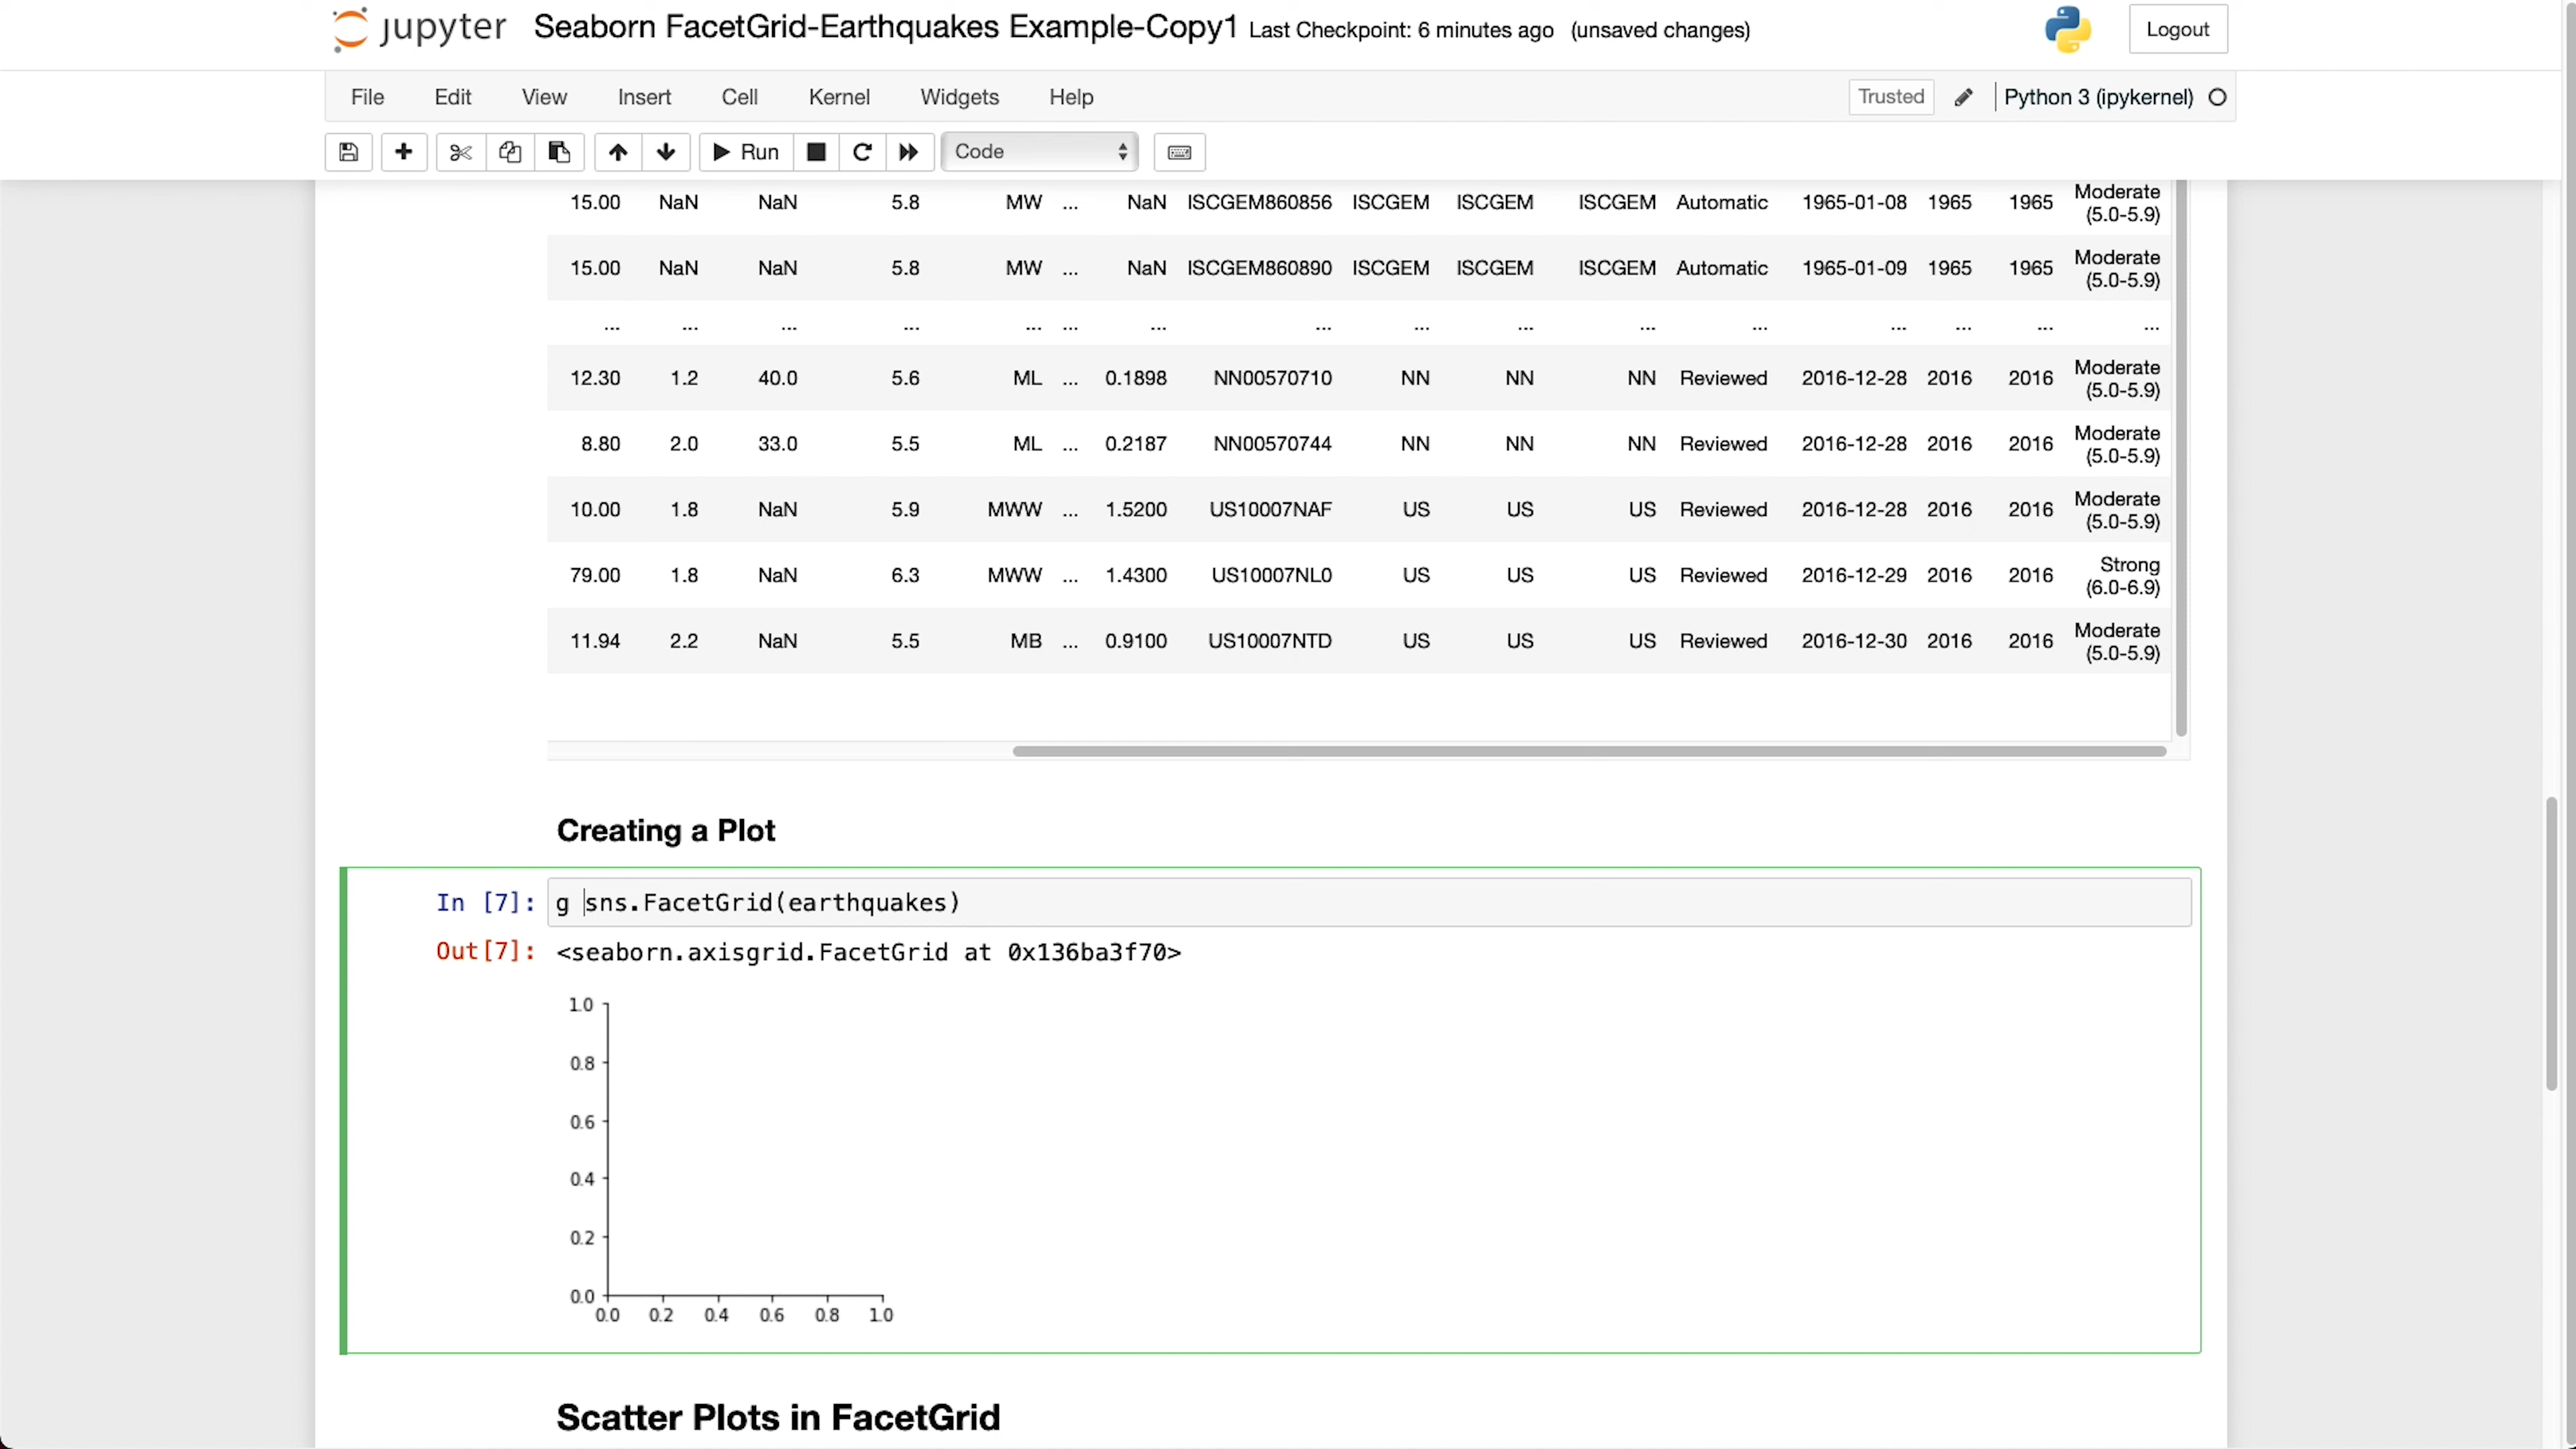 jupyter Seaborn FacetGrid-Earthquakes Example-Copy1 Last Checkpoint: 6 minutes ago (unsaved changes) Logout
File Edit View Insert Cell Kernel Widgets Help Trusted Python 3 (ipykernel)
Run Code
15.00 NaN NaN 5.8 MW ... NaN ISCGEM860856 ISCGEM ISCGEM ISCGEM Automatic 1965-01-08 1965 1965 Moderate (5.0-5.9)
15.00 NaN NaN 5.8 MW ... NaN ISCGEM860890 ISCGEM ISCGEM ISCGEM Automatic 1965-01-09 1965 1965 Moderate (5.0-5.9)
... ... ... ... ... ... ... ... ... ... ... ... ... ... ... ...
12.30 1.2 40.0 5.6 ML ... 0.1898 NN00570710 NN NN NN Reviewed 2016-12-28 2016 2016 Moderate (5.0-5.9)
8.80 2.0 33.0 5.5 ML ... 0.2187 NN00570744 NN NN NN Reviewed 2016-12-28 2016 2016 Moderate (5.0-5.9)
10.00 1.8 NaN 5.9 MWW ... 1.5200 US10007NAF US US US Reviewed 2016-12-28 2016 2016 Moderate (5.0-5.9)
79.00 1.8 NaN 6.3 MWW ... 1.4300 US10007NL0 US US US Reviewed 2016-12-29 2016 2016 Strong (6.0-6.9)
11.94 2.2 NaN 5.5 MB ... 0.9100 US10007NTD US US US Reviewed 2016-12-30 2016 2016 Moderate (5.0-5.9)
Creating a Plot
In [7]: g sns.FacetGrid(earthquakes)
Out[7]: <seaborn.axisgrid.FacetGrid at 0x136ba3f70>
1.0
0.8
0.6
0.4
0.2
0.0
0.0 0.2 0.4 0.6 0.8 1.0
Scatter Plots in FacetGrid